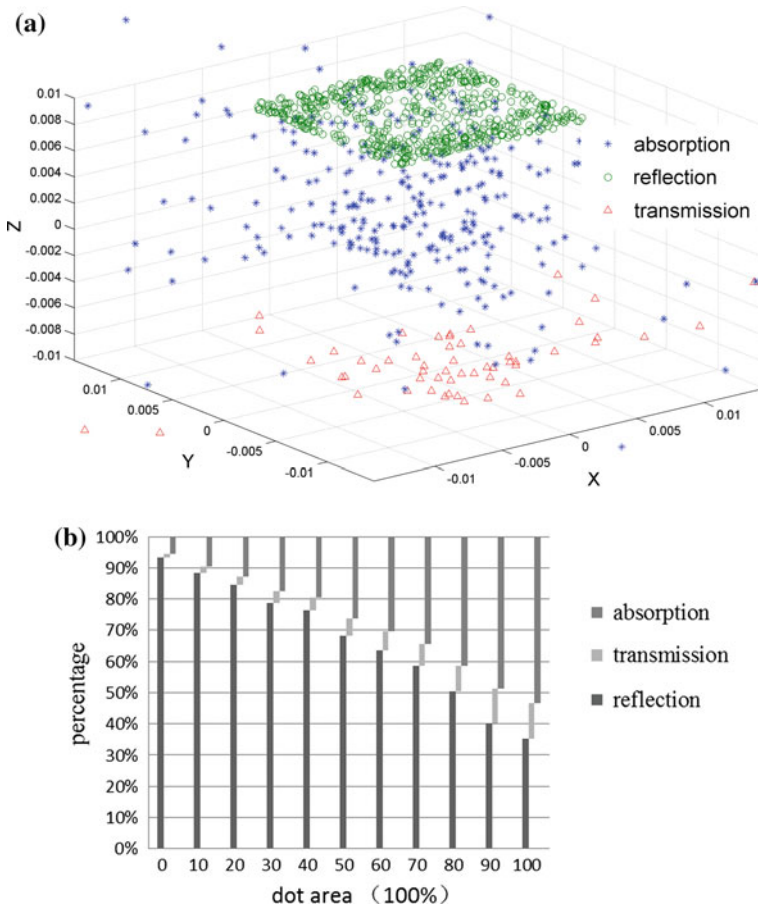 (a)
0.01
0.008
0.006
0.004
0.002
0
-0.002
-0.004
-0.006
-0.008
-0.01
Z
absorption
reflection
transmission
0.01
0.005
0
-0.005
-0.01
Y
-0.01
-0.005
0
0.005
0.01
X
(b)
100%
90%
80%
70%
60%
50%
40%
30%
20%
10%
0%
percentage
0 10 20 30 40 50 60 70 80 90 100
dot area （100%）
absorption
transmission
reflection